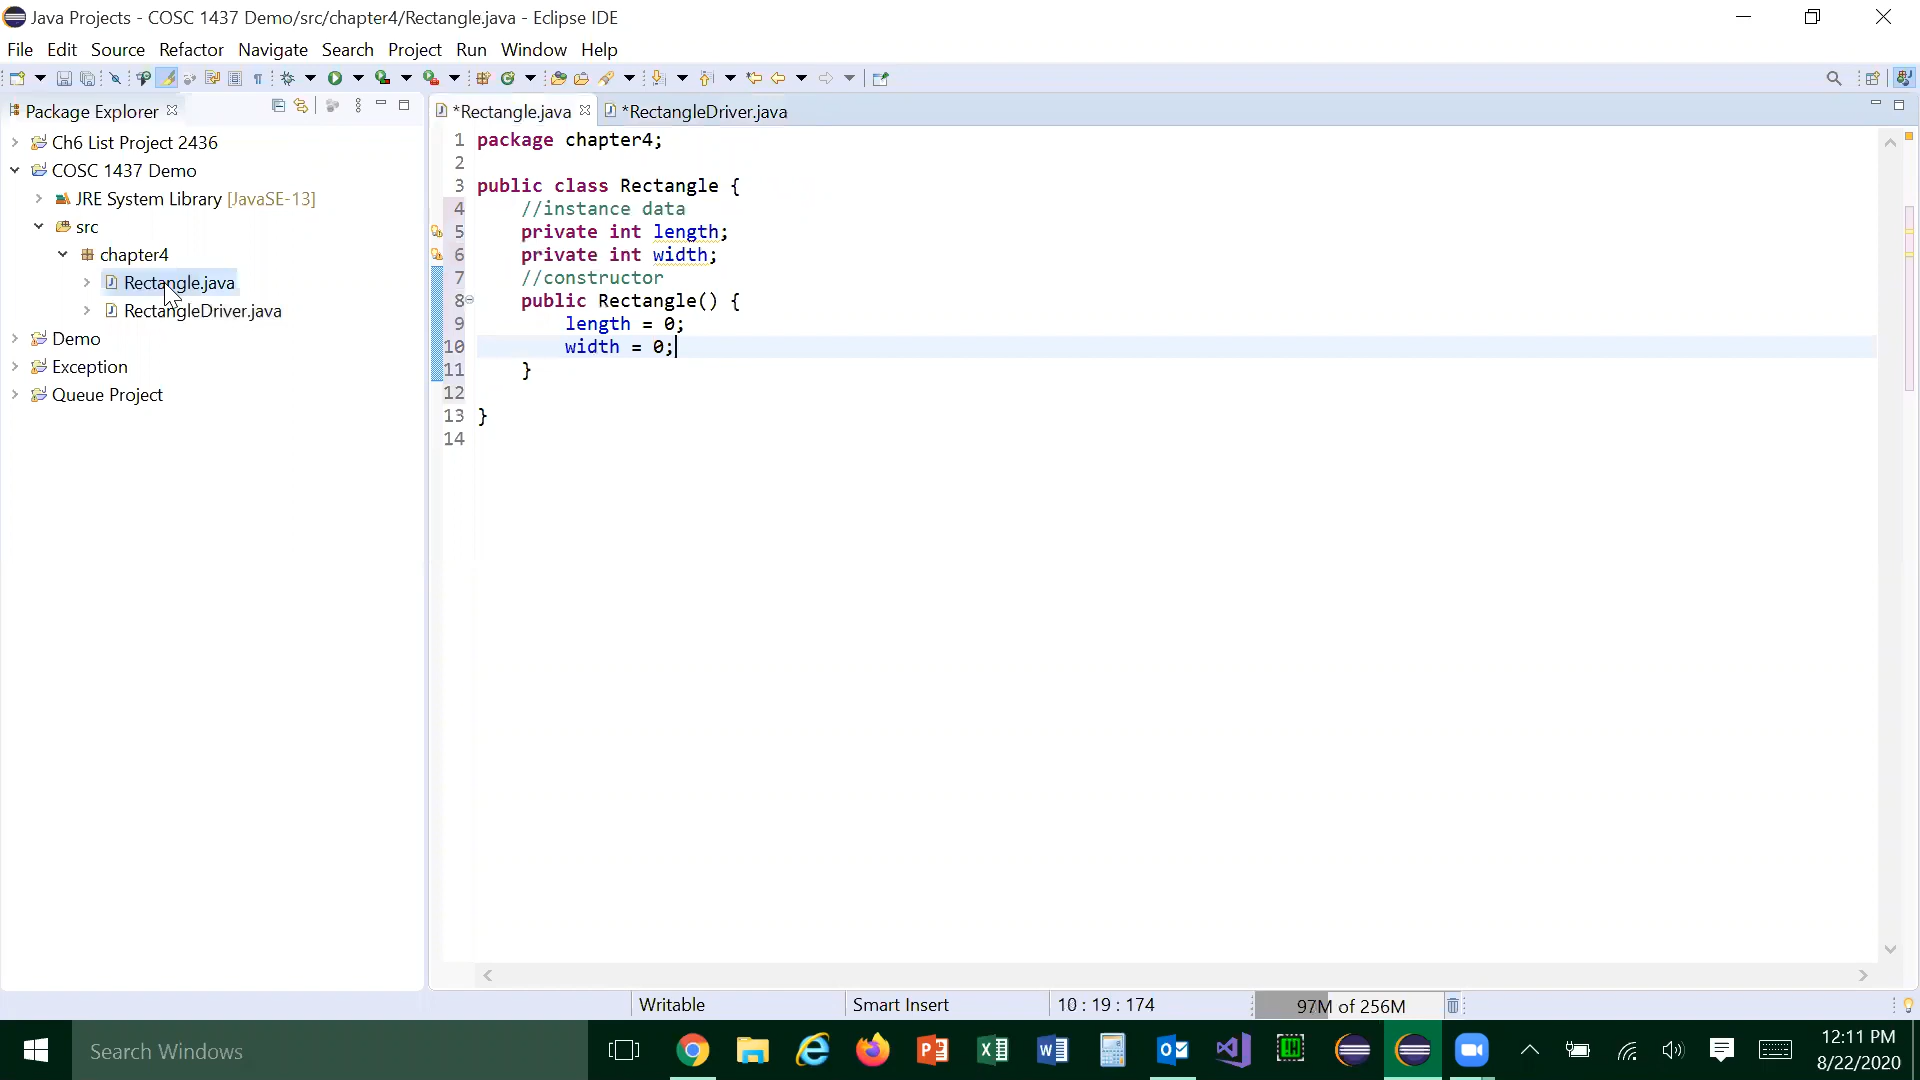 Java Projects - COSC 1437 Demo/src/chapter4/Rectangle.java - Eclipse IDE
File Edit Source Refactor Navigate Search Project Run Window Help
Package Explorer
*Rectangle.java *RectangleDriver.java
Ch6 List Project 2436
COSC 1437 Demo
JRE System Library [JavaSE-13]
src
chapter4
Rectangle.java
RectangleDriver.java
Demo
Exception
Queue Project
1 package chapter4;
2
3 public class Rectangle {
4 //instance data
5 private int length;
6 private int width;
7 //constructor
8 public Rectangle() {
9 length = 0;
10 width = 0;
11 }
12
13 }
14
Writable Smart Insert 10 : 19 : 174 97M of 256M
Search Windows
12:11 PM
8/22/2020